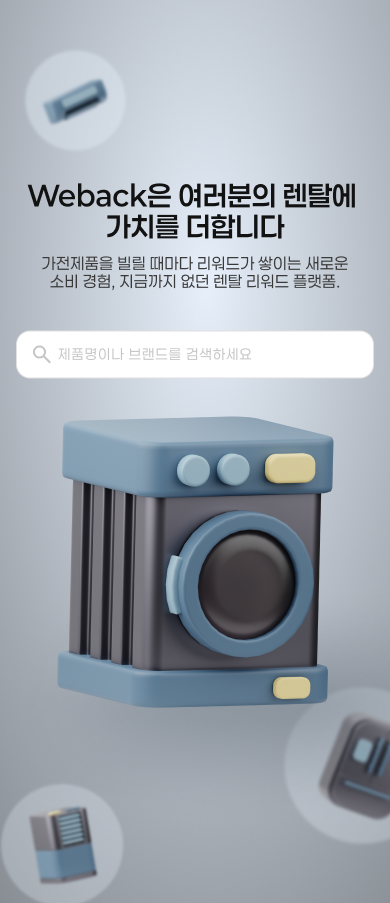 Weback은 여러분의 렌탈에
가치를 더합니다
가전제품을 빌릴 때마다 리워드가 쌓이는 새로운
소비 경험, 지금까지 없던 렌탈 리워드 플랫폼.
제품명이나 브랜드를 검색하세요